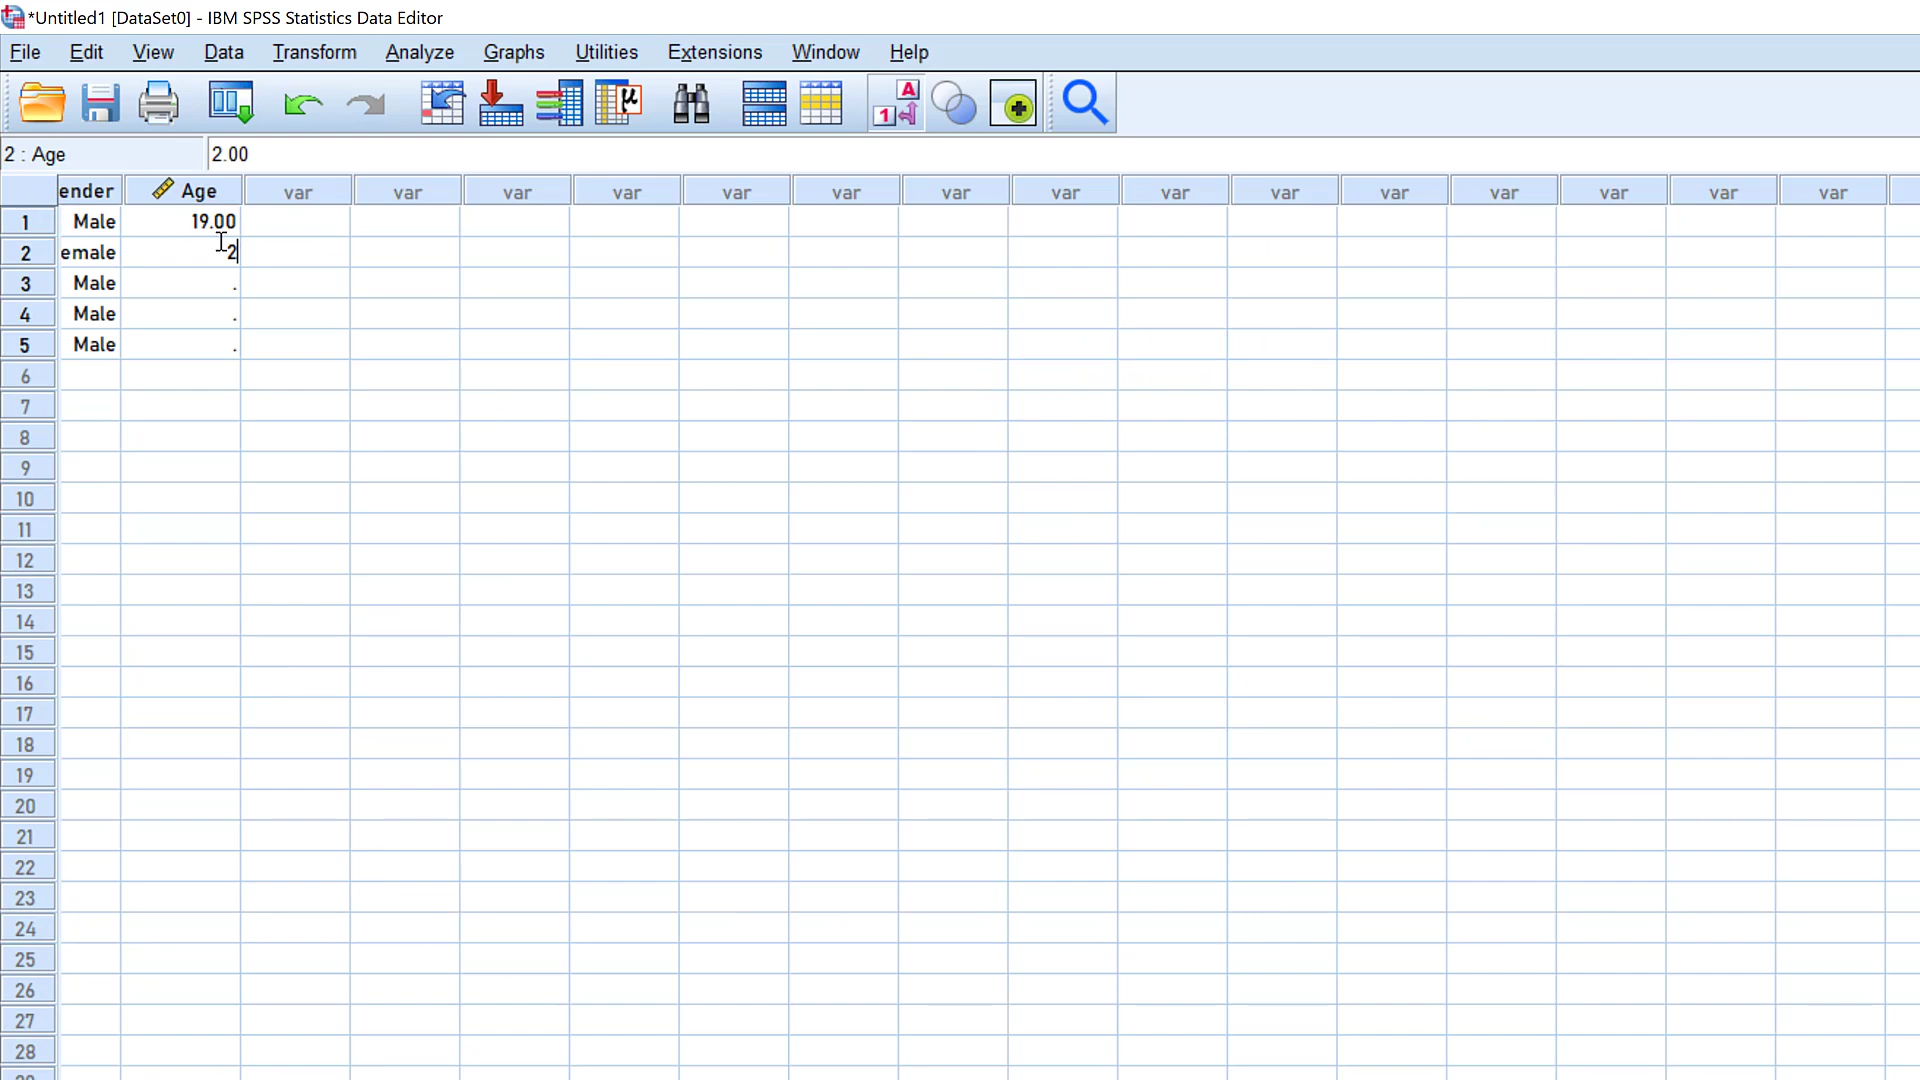 *Untitled1 [DataSet0] - IBM SPSS Statistics Data Editor
File Edit View Data Transform Analyze Graphs Utilities Extensions Window Help
A
1
μ
2 : Age 2.00
ender Age var var var var var var var var var var var var var var var
1 Male 19.00
2 emale 2
3 Male .
4 Male .
5 Male .
6
7
8
9
10
11
12
13
14
15
16
17
18
19
20
21
22
23
24
25
26
27
28